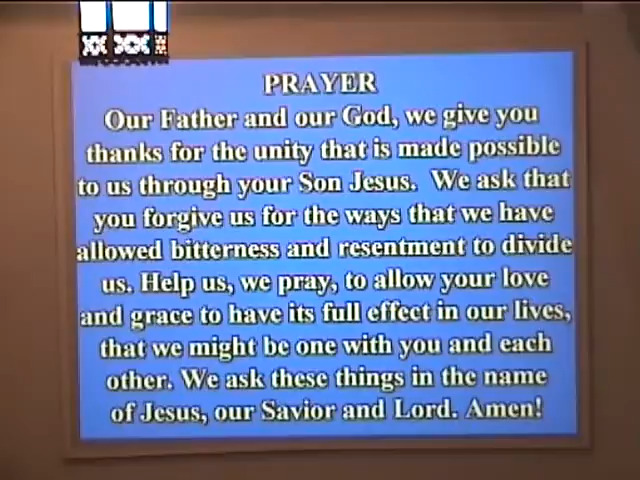 PRAYER
Our Father and our God, we give you
thanks for the unity that is made possible
to us through your Son Jesus. We ask that
you forgive us for the ways that we have
allowed bitterness and resentment to divide
us. Help us, we pray, to allow your love
and grace to have its full effect in our lives,
that we might be one with you and each
other. We ask these things in the name
of Jesus, our Savior and Lord. Amen!